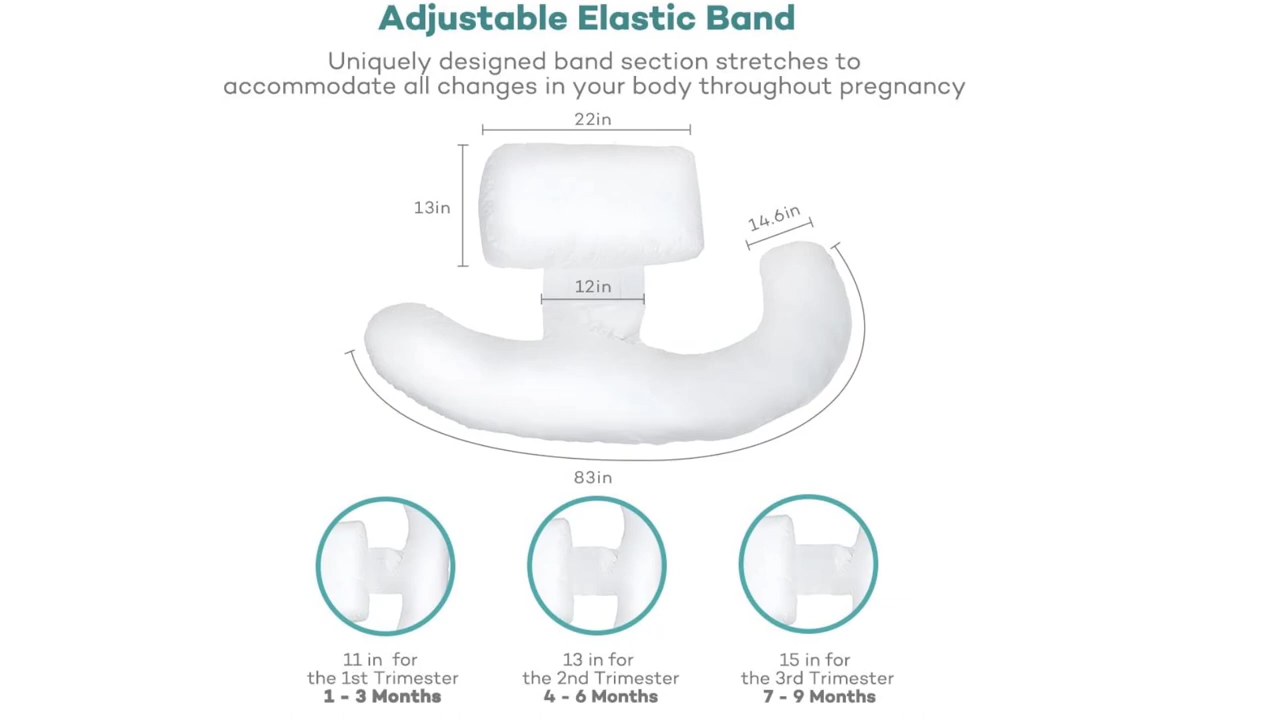 Adjustable Elastic Band
Uniquely designed band section stretches to
accommodate all changes in your body throughout pregnancy
22in
13in
14.6in
12in
83in
11 in for
the 1st Trimester
1 - 3 Months
13 in for
the 2nd Trimester
4 - 6 Months
15 in for
the 3rd Trimester
7 - 9 Months